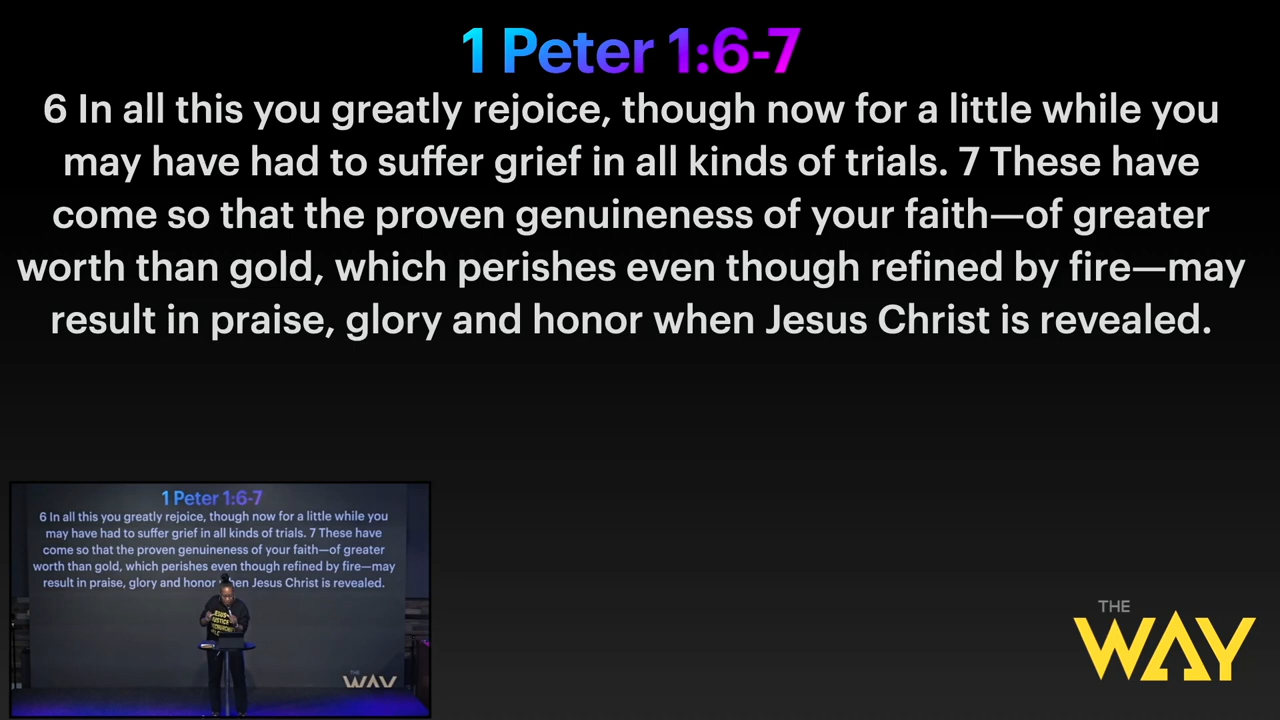 1 Peter 1:6-7
6 In all this you greatly rejoice, though now for a little while you
may have had to suffer grief in all kinds of trials. 7 These have
come so that the proven genuineness of your faith—of greater
worth than gold, which perishes even though refined by fire—may
result in praise, glory and honor when Jesus Christ is revealed.
1 Peter 1:6-7
6 In all this you greatly rejoice, though now for a little while you
may have had to suffer grief in all kinds of trials. 7 These have
come so that the proven genuineness of your faith—of greater
worth than gold, which perishes even though refined by fire—may
result in praise, glory and honor when Jesus Christ is revealed.
THE
WAY
THE
WAY